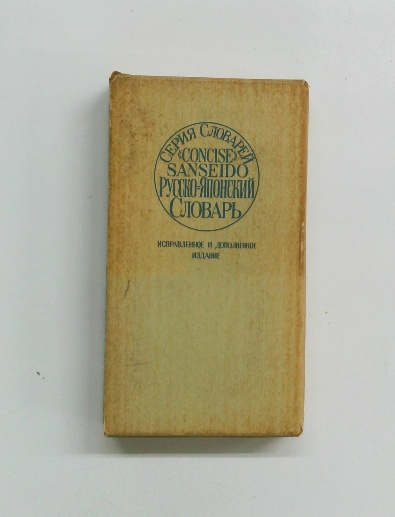 Серия Словарей
«CONCISE»
SANSEIDO
Русско-Японский
Словарь
ИСПРАВЛЕННОЕ И ДОПОЛНЕННОЕ
ИЗДАНИЕ